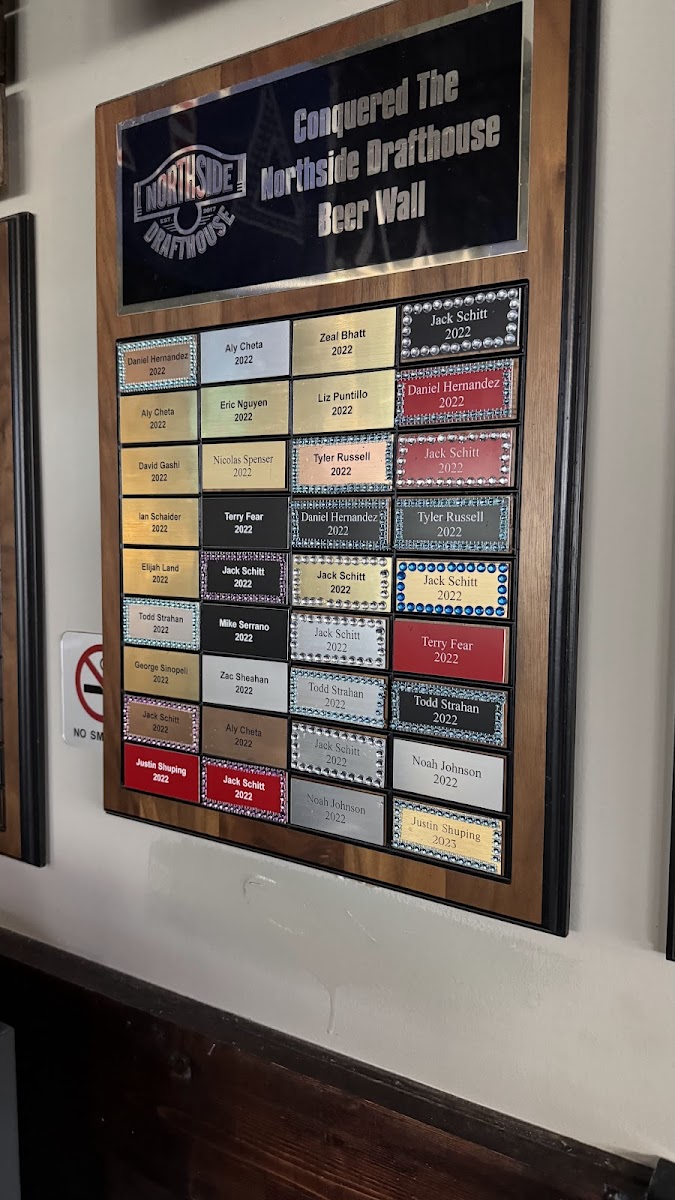 NORTHSIDE
EST. 2017
DRAFTHOUSE
Conquered The
Northside Drafthouse
Beer Wall
Daniel Hernandez
2022
Aly Cheta
2022
Zeal Bhatt
2022
Jack Schitt
2022
Aly Cheta
2022
Eric Nguyen
2022
Liz Puntillo
2022
Daniel Hernandez
2022
David Gashi
2022
Nicolas Spenser
2022
Tyler Russell
2022
Jack Schitt
2022
Ian Schaider
2022
Terry Fear
2022
Daniel Hernandez
2022
Tyler Russell
2022
Elijah Land
2022
Jack Schitt
2022
Jack Schitt
2022
Jack Schitt
2022
Todd Strahan
2022
Mike Serrano
2022
Jack Schitt
2022
Terry Fear
2022
George Sinopeli
2022
Zac Sheahan
2022
Todd Strahan
2022
Todd Strahan
2022
Jack Schitt
2022
Aly Cheta
2022
Jack Schitt
2022
Noah Johnson
2022
Justin Shuping
2022
Jack Schitt
2022
Noah Johnson
2022
Justin Shuping
2023
NO SM